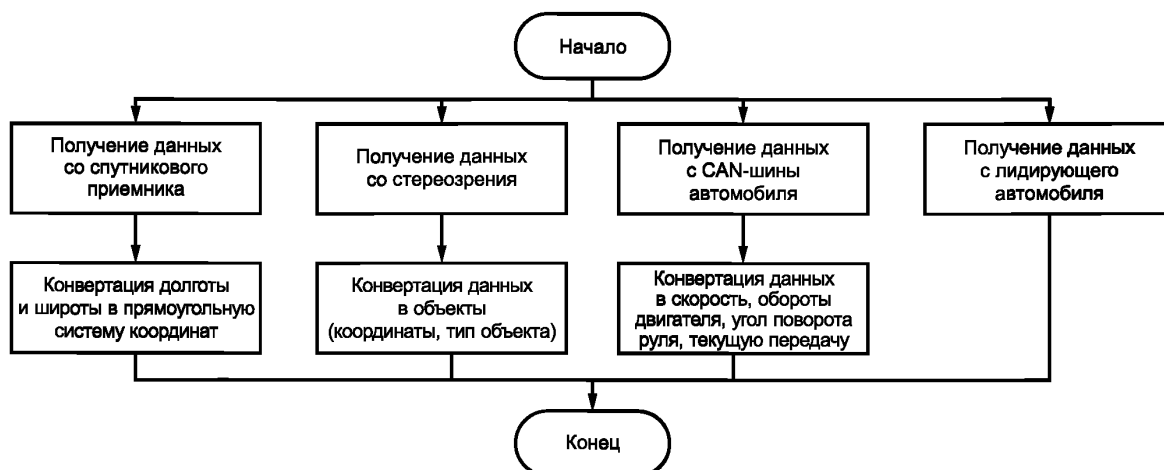 Начало
Получение данных
со спутникового
приемника
Получение данных
со стереозрения
Получение данных
с CAN-шины
автомобиля
Получение данных
с лидирующего
автомобиля
Конвертация долготы
и широты в прямоугольную
систему координат
Конвертация данных
в объекты
(координаты, тип объекта)
Конвертация данных
в скорость, обороты
двигателя, угол поворота
руля, текущую передачу
Конец